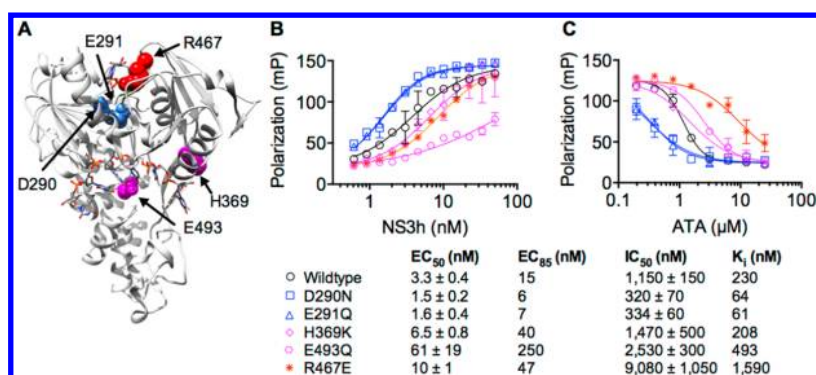 A
E291
R467
D290
H369
E493
B
Polarization (mP)
150
100
50
0
1
10
100
NS3h (nM)
C
Polarization (mP)
150
100
50
0
0.1
1
10
100
ATA (µM)
EC50 (nM) EC85 (nM) IC50 (nM) Ki (nM)
Wildtype 3.3 ± 0.4 15 1,150 ± 150 230
D290N 1.5 ± 0.2 6 320 ± 70 64
E291Q 1.6 ± 0.4 7 334 ± 60 61
H369K 6.5 ± 0.8 40 1,470 ± 500 208
E493Q 61 ± 19 250 2,530 ± 300 493
R467E 10 ± 1 47 9,080 ± 1,050 1,590